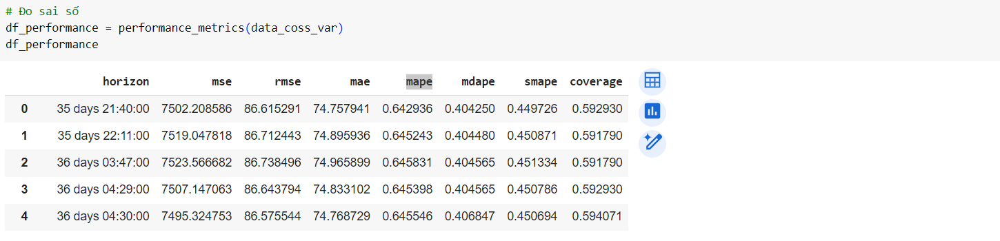 # Đo sai số
df_performance = performance_metrics(data_coss_var)
df_performance
horizon mse rmse mae mape mdape smape coverage
0 35 days 21:40:00 7502.208586 86.615291 74.757941 0.642936 0.404250 0.449726 0.592930
1 35 days 22:11:00 7519.047818 86.712443 74.895936 0.645243 0.404480 0.450871 0.591790
2 36 days 03:47:00 7523.566682 86.738496 74.965899 0.645831 0.404565 0.451334 0.591790
3 36 days 04:29:00 7507.147063 86.643794 74.833102 0.645398 0.404565 0.450786 0.592930
4 36 days 04:30:00 7495.324753 86.575544 74.768729 0.645546 0.406847 0.450694 0.594071